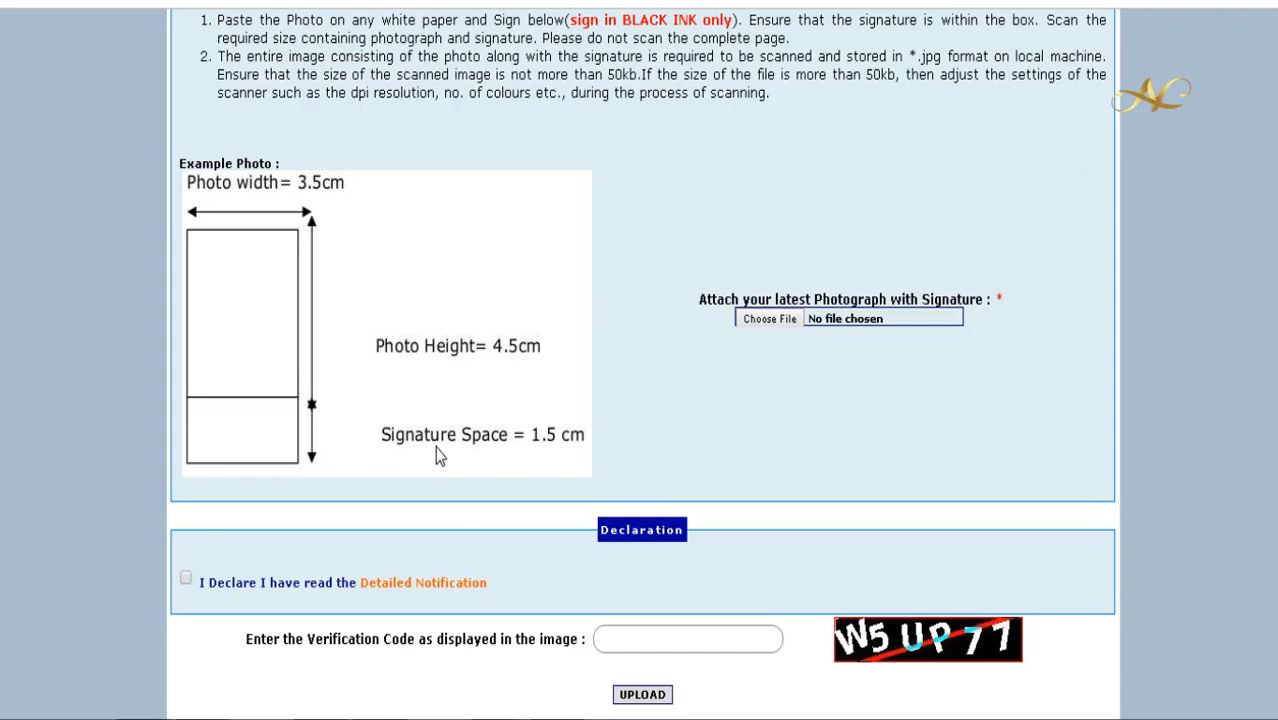 1. Paste the Photo on any white paper and Sign below(sign in BLACK INK only). Ensure that the signature is within the box. Scan the
required size containing photograph and signature. Please do not scan the complete page.
2. The entire image consisting of the photo along with the signature is required to be scanned and stored in *.jpg format on local machine.
Ensure that the size of the scanned image is not more than 50kb.If the size of the file is more than 50kb, then adjust the settings of the
scanner such as the dpi resolution, no. of colours etc., during the process of scanning.
Example Photo :
Photo width= 3.5cm
Attach your latest Photograph with Signature : *
Choose File No file chosen
Photo Height= 4.5cm
Signature Space = 1.5 cm
Declaration
I Declare I have read the Detailed Notification
Enter the Verification Code as displayed in the image :
W5UP77
UPLOAD